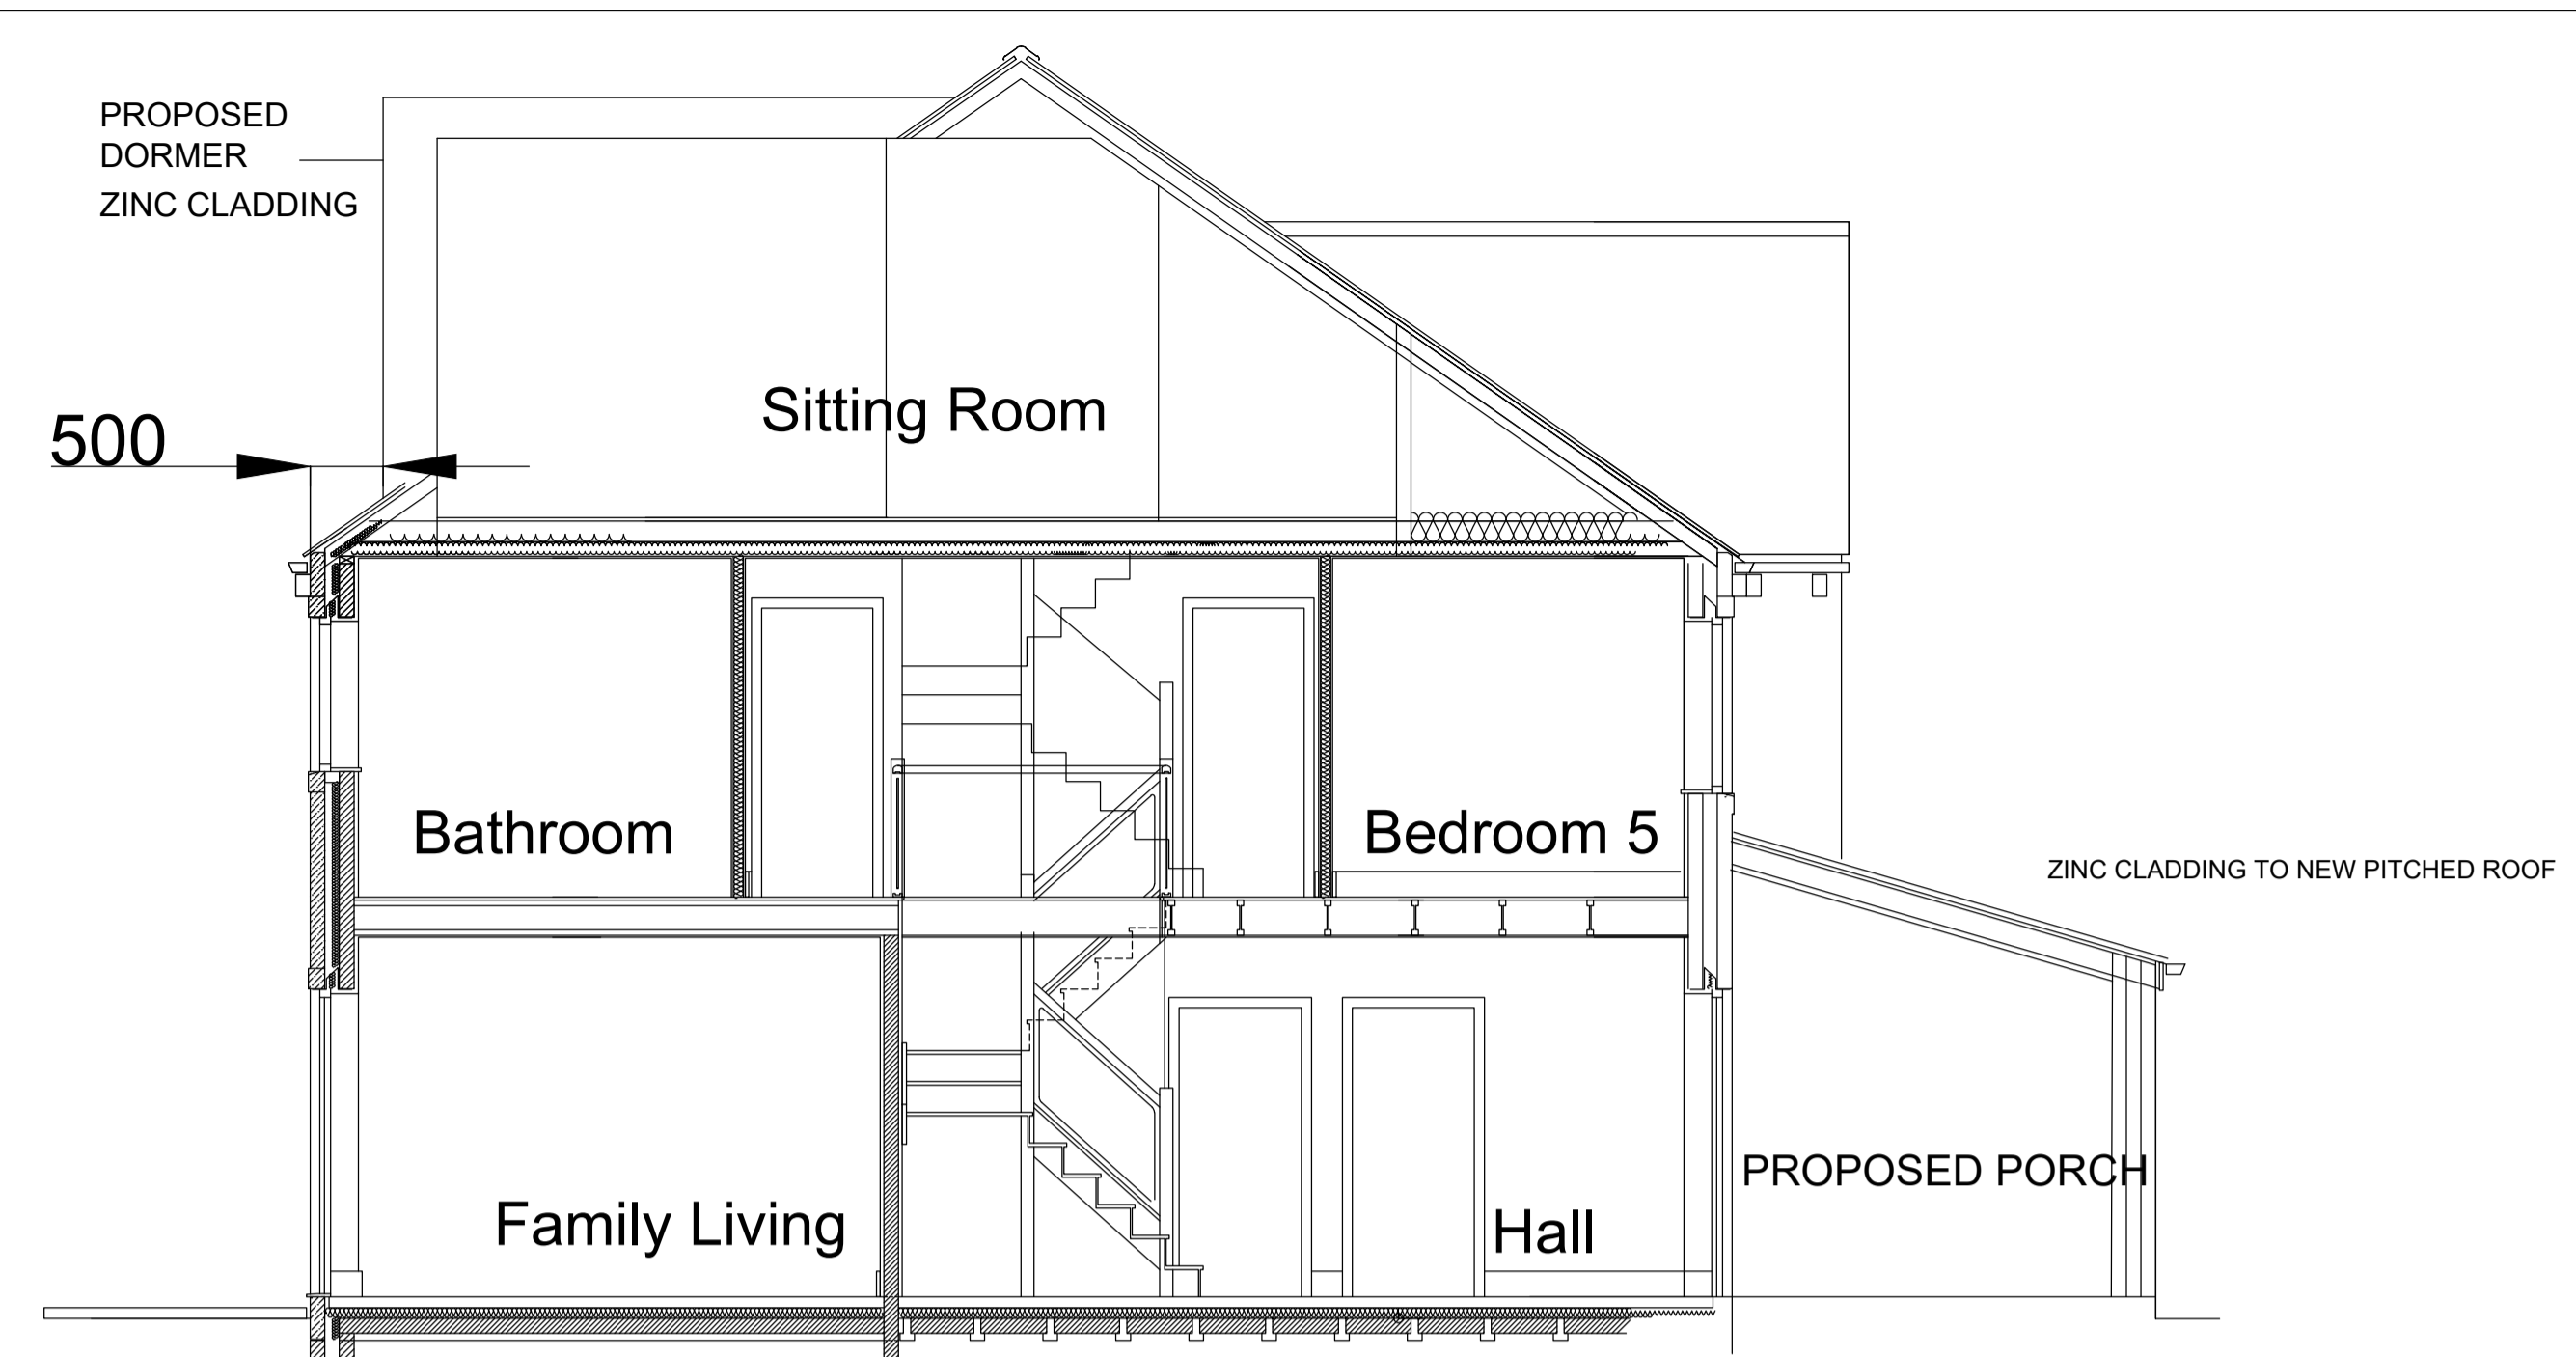 PROPOSED
DORMER
ZINC CLADDING
500
Sitting Room
Bathroom
Bedroom 5
ZINC CLADDING TO NEW PITCHED ROOF
PROPOSED PORCH
Family Living
Hall